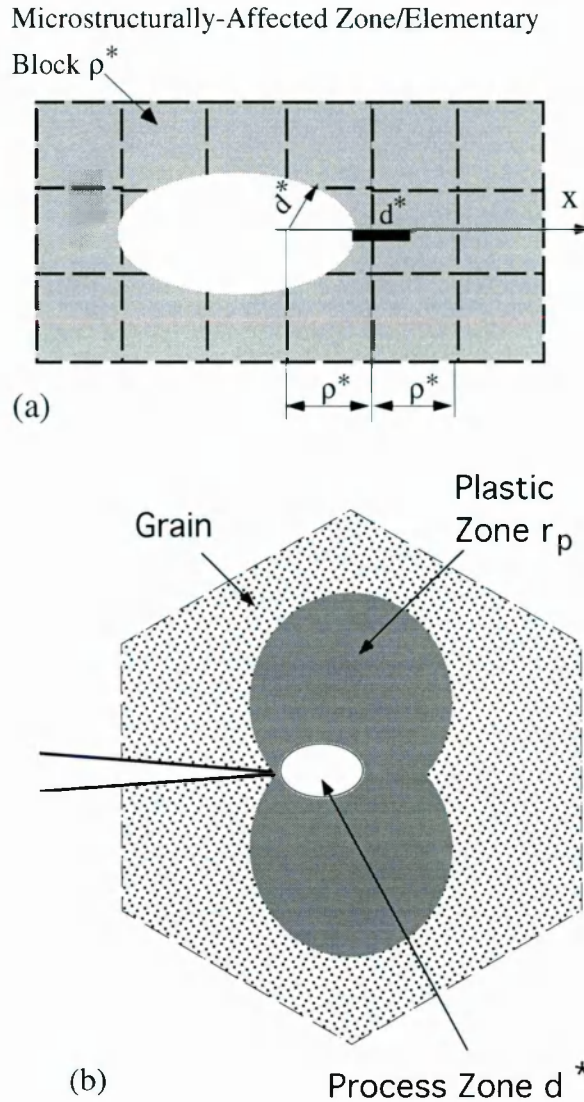 Microstructurally-Affected Zone/Elementary
Block ρ*
d*
d*
x
ρ*
ρ*
(a)
Plastic
Zone rp
Grain
(b)
Process Zone d *